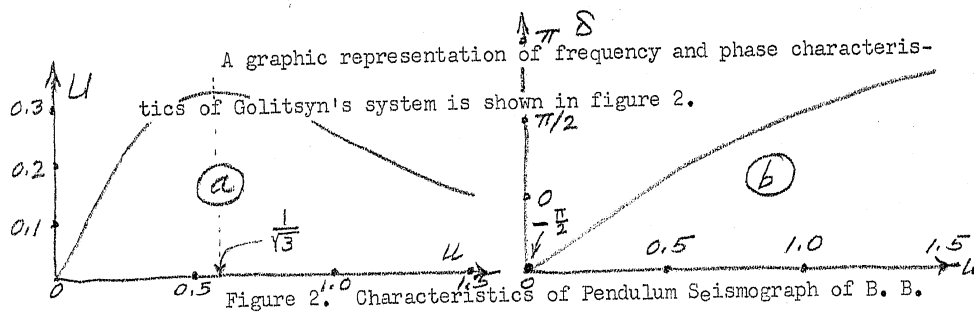 π δ
A graphic representation of frequency and phase characteris-
U
0.3
tics of Golitsyn's system is shown in figure 2.
π/2
0.2
a
b
0
0.1
1/√3
-π/2
u
0.5
1.0
1.5
0
0.5
1.0
1.5
0
u
Figure 2. Characteristics of Pendulum Seismograph of B. B.